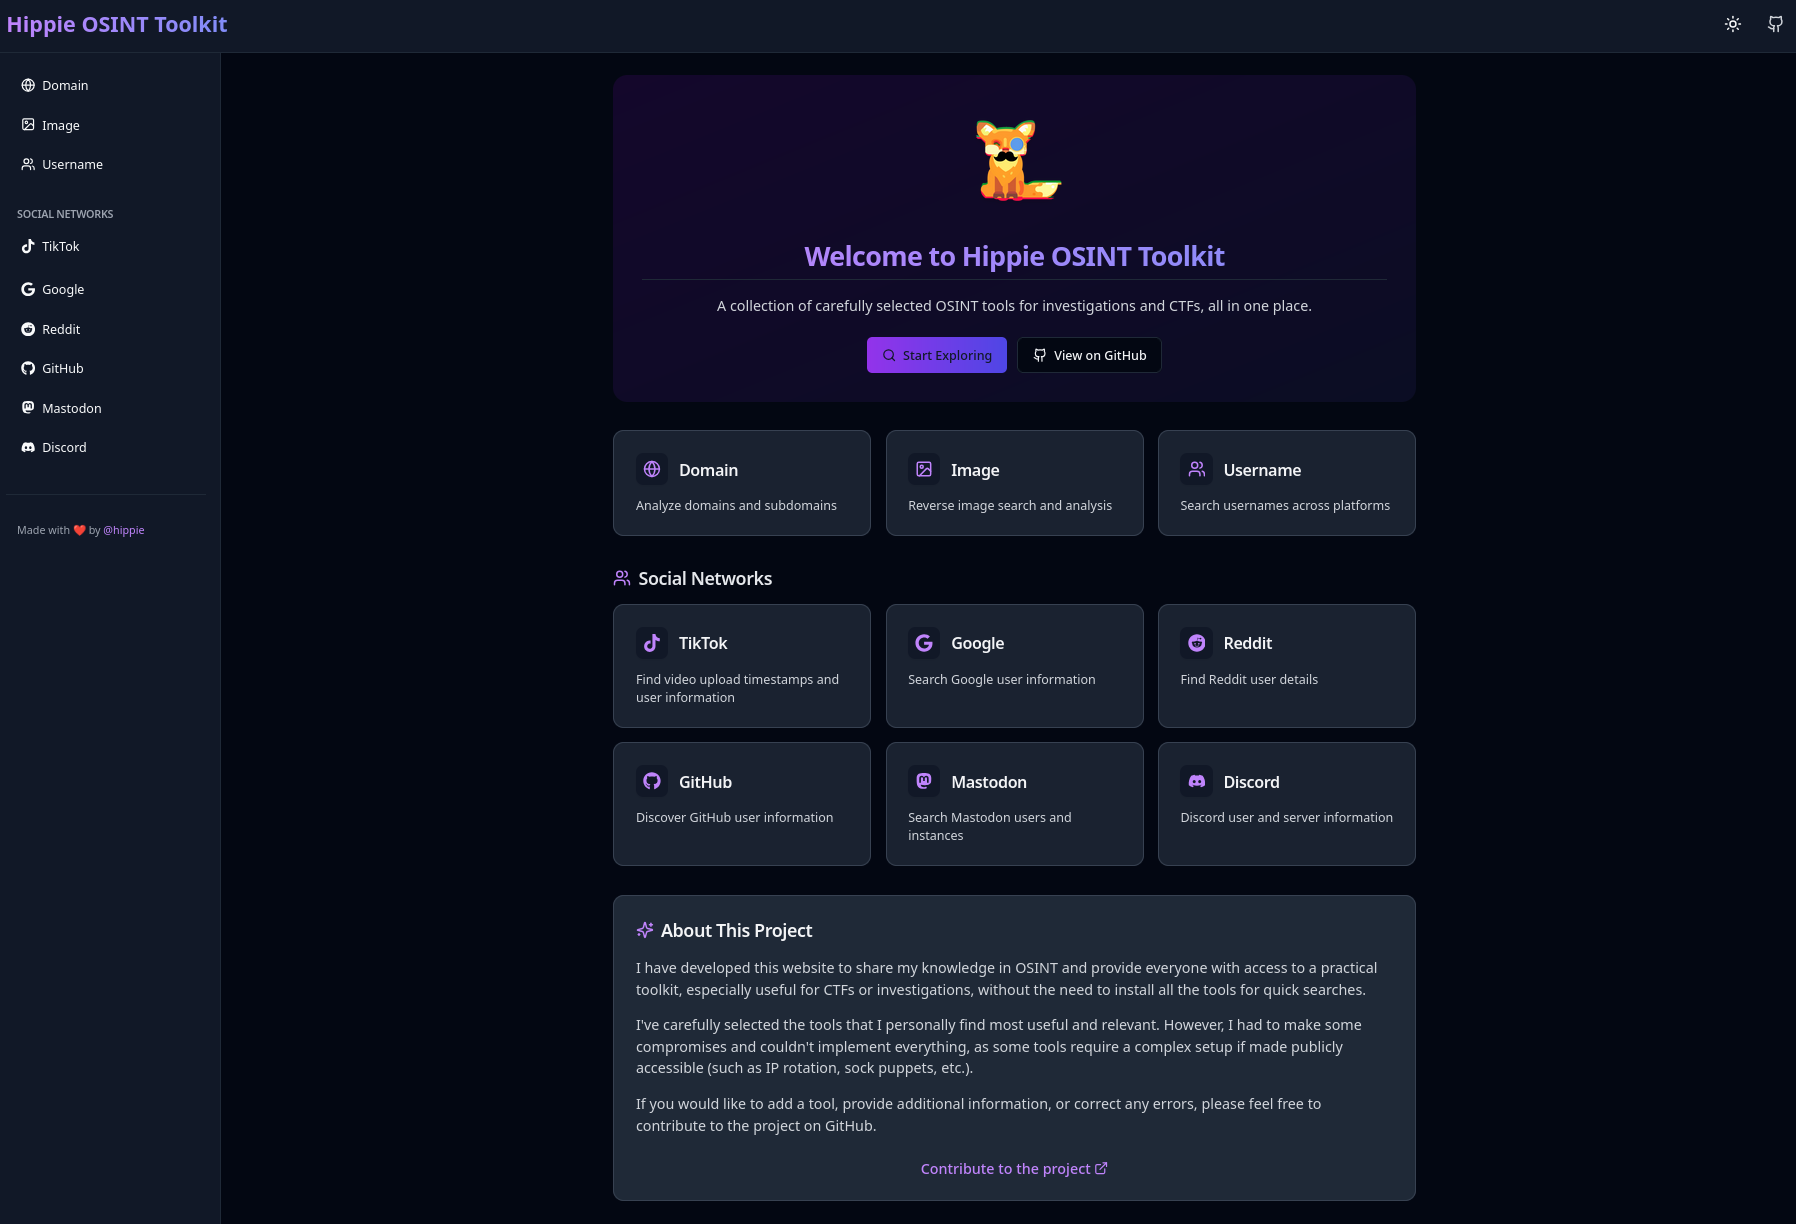 Hippie OSINT Toolkit
Domain
Image
Username
SOCIAL NETWORKS
TikTok
Google
Reddit
GitHub
Mastodon
Discord
Made with ❤️ by @hippie
Welcome to Hippie OSINT Toolkit
A collection of carefully selected OSINT tools for investigations and CTFs, all in one place.
Start Exploring
View on GitHub
Domain
Analyze domains and subdomains
Image
Reverse image search and analysis
Username
Search usernames across platforms
Social Networks
TikTok
Find video upload timestamps and
user information
Google
Search Google user information
Reddit
Find Reddit user details
GitHub
Discover GitHub user information
Mastodon
Search Mastodon users and
instances
Discord
Discord user and server information
About This Project
I have developed this website to share my knowledge in OSINT and provide everyone with access to a practical
toolkit, especially useful for CTFs or investigations, without the need to install all the tools for quick searches.
I've carefully selected the tools that I personally find most useful and relevant. However, I had to make some
compromises and couldn't implement everything, as some tools require a complex setup if made publicly
accessible (such as IP rotation, sock puppets, etc.).
If you would like to add a tool, provide additional information, or correct any errors, please feel free to
contribute to the project on GitHub.
Contribute to the project